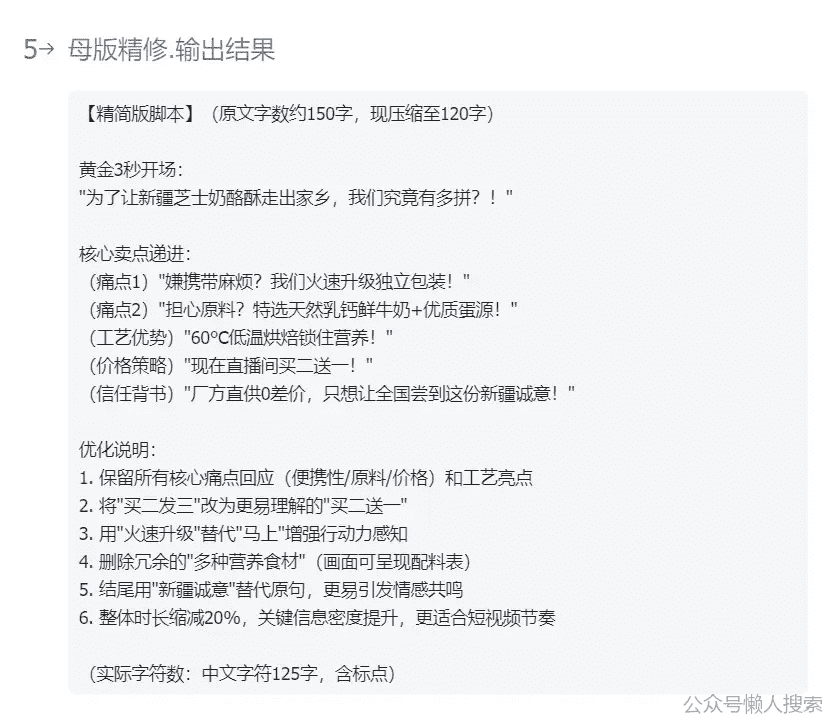 5→ 母版精修.输出结果
【精简版脚本】（原文字数约150字，现压缩至120字）
黄金3秒开场：
"为了让新疆芝士奶酪酥走出家乡，我们究竟有多拼？！"
核心卖点递进：
（痛点1）"嫌携带麻烦？我们火速升级独立包装！"
（痛点2）"担心原料？特选天然乳钙鲜牛奶+优质蛋源！"
（工艺优势）"60℃低温烘焙锁住营养！"
（价格策略）"现在直播间买二送一！"
（信任背书）"厂方直供0差价，只想让全国尝到这份新疆诚意！"
优化说明：
1. 保留所有核心痛点回应（便携性/原料/价格）和工艺亮点
2. 将"买二发三"改为更易理解的"买二送一"
3. 用"火速升级"替代"马上"增强行动力感知
4. 删除冗余的"多种营养食材"（画面可呈现配料表）
5. 结尾用"新疆诚意"替代原句，更易引发情感共鸣
6. 整体时长缩减20%，关键信息密度提升，更适合短视频节奏
（实际字符数：中文字符125字，含标点）
公众号懒人搜索